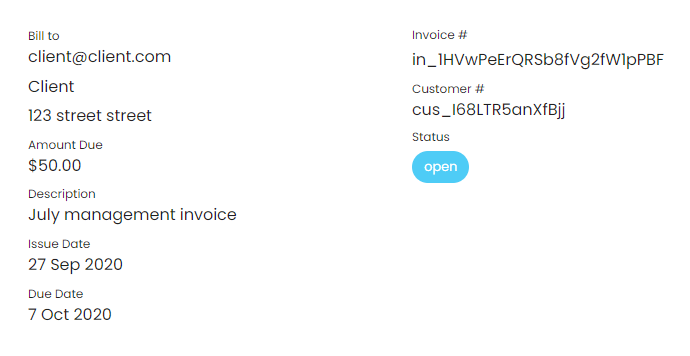 Bill to
client@client.com
Client
123 street street
Amount Due
$50.00
Description
July management invoice
Issue Date
27 Sep 2020
Due Date
7 Oct 2020
Invoice #
in_1HVwPeErQRSb8fVg2fW1pPBF
Customer #
cus_I68LTR5anXfBjj
Status
open